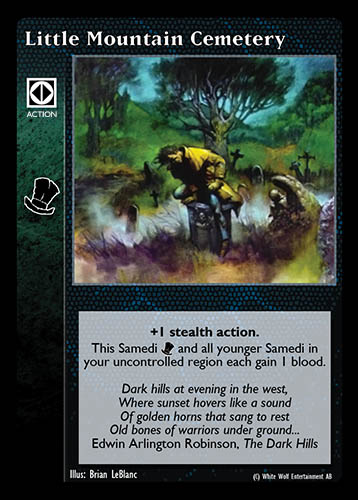 Little Mountain Cemetery
ACTION
+1 stealth action.
This Samedi and all younger Samedi in
your uncontrolled region each gain 1 blood.
Dark hills at evening in the west,
Where sunset hovers like a sound
Of golden horns that sang to rest
Old bones of warriors under ground...
Edwin Arlington Robinson, The Dark Hills
Illus: Brian LeBlanc
(C) White Wolf Entertainment AB